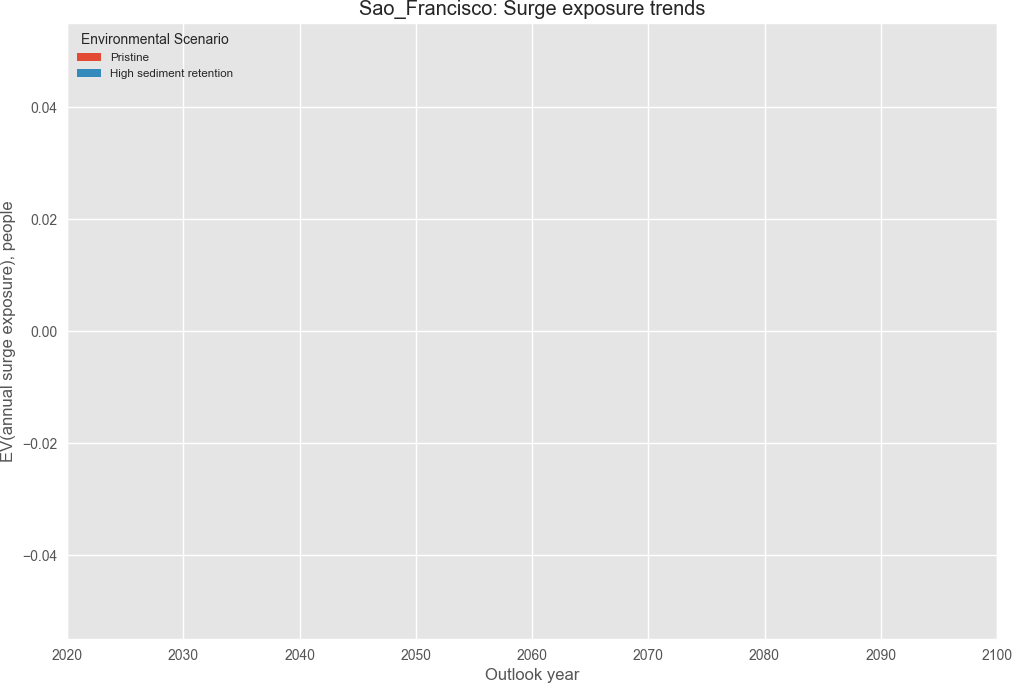 Sao_Francisco: Surge exposure trends
Environmental Scenario
Pristine
High sediment retention
EV(annual surge exposure), people
0.04
0.02
0.00
−0.02
−0.04
2020 2030 2040 2050 2060 2070 2080 2090 2100
Outlook year